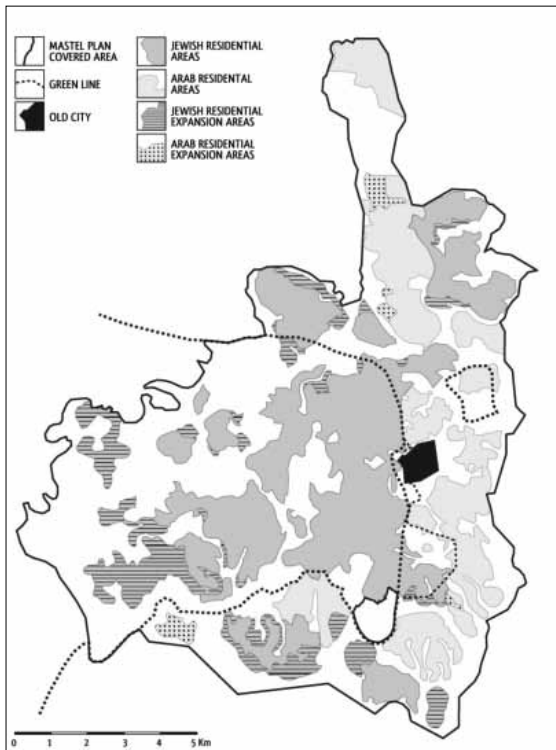 MASTEL PLAN
COVERED AREA
GREEN LINE
OLD CITY
JEWISH RESIDENTIAL
AREAS
ARAB RESIDENTAL
AREAS
JEWISH RESIDENTIAL
EXPANSION AREAS
ARAB RESIDENTIAL
EXPANSION AREAS
0 1 2 3 4 5 Km